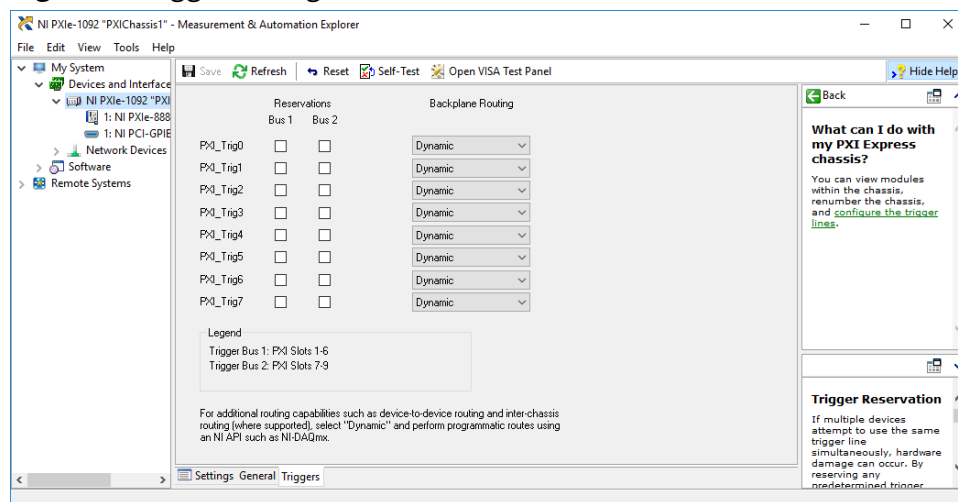 NI PXIe-1092 "PXIChassis1" - Measurement & Automation Explorer
File Edit View Tools Help
My System
Devices and Interface
NI PXIe-1092 "PXI
1: NI PXIe-888
1: NI PCI-GPIB
Network Devices
Software
Remote Systems
Save Refresh Reset Self-Test Open VISA Test Panel
Hide Help
Reservations Backplane Routing
Bus 1 Bus 2
PXI_Trig0 Dynamic
PXI_Trig1 Dynamic
PXI_Trig2 Dynamic
PXI_Trig3 Dynamic
PXI_Trig4 Dynamic
PXI_Trig5 Dynamic
PXI_Trig6 Dynamic
PXI_Trig7 Dynamic
Legend
Trigger Bus 1: PXI Slots 1-6
Trigger Bus 2: PXI Slots 7-9
For additional routing capabilities such as device-to-device routing and inter-chassis
routing (where supported), select "Dynamic" and perform programmatic routes using
an NI API such as NI-DAQmx.
Settings General Triggers
Back
What can I do with
my PXI Express
chassis?
You can view modules
within the chassis,
renumber the chassis,
and configure the trigger
lines.
Trigger Reservation
If multiple devices
attempt to use the same
trigger line
simultaneously, hardware
damage can occur. By
reserving any
predetermined trigger